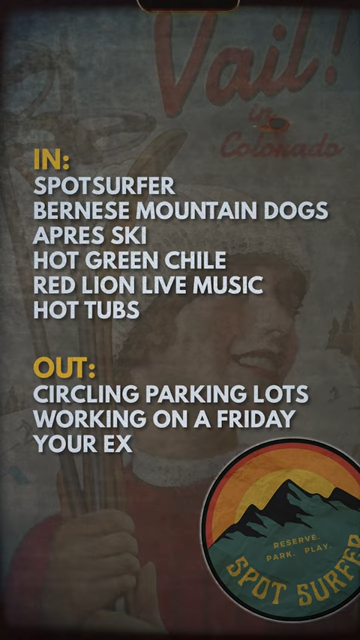 Vail!
in
Colorado
IN:
SPOTSURFER
BERNESE MOUNTAIN DOGS
APRES SKI
HOT GREEN CHILE
RED LION LIVE MUSIC
HOT TUBS
OUT:
CIRCLING PARKING LOTS
WORKING ON A FRIDAY
YOUR EX
RESERVE.
PARK. PLAY.
SPOT SURFER